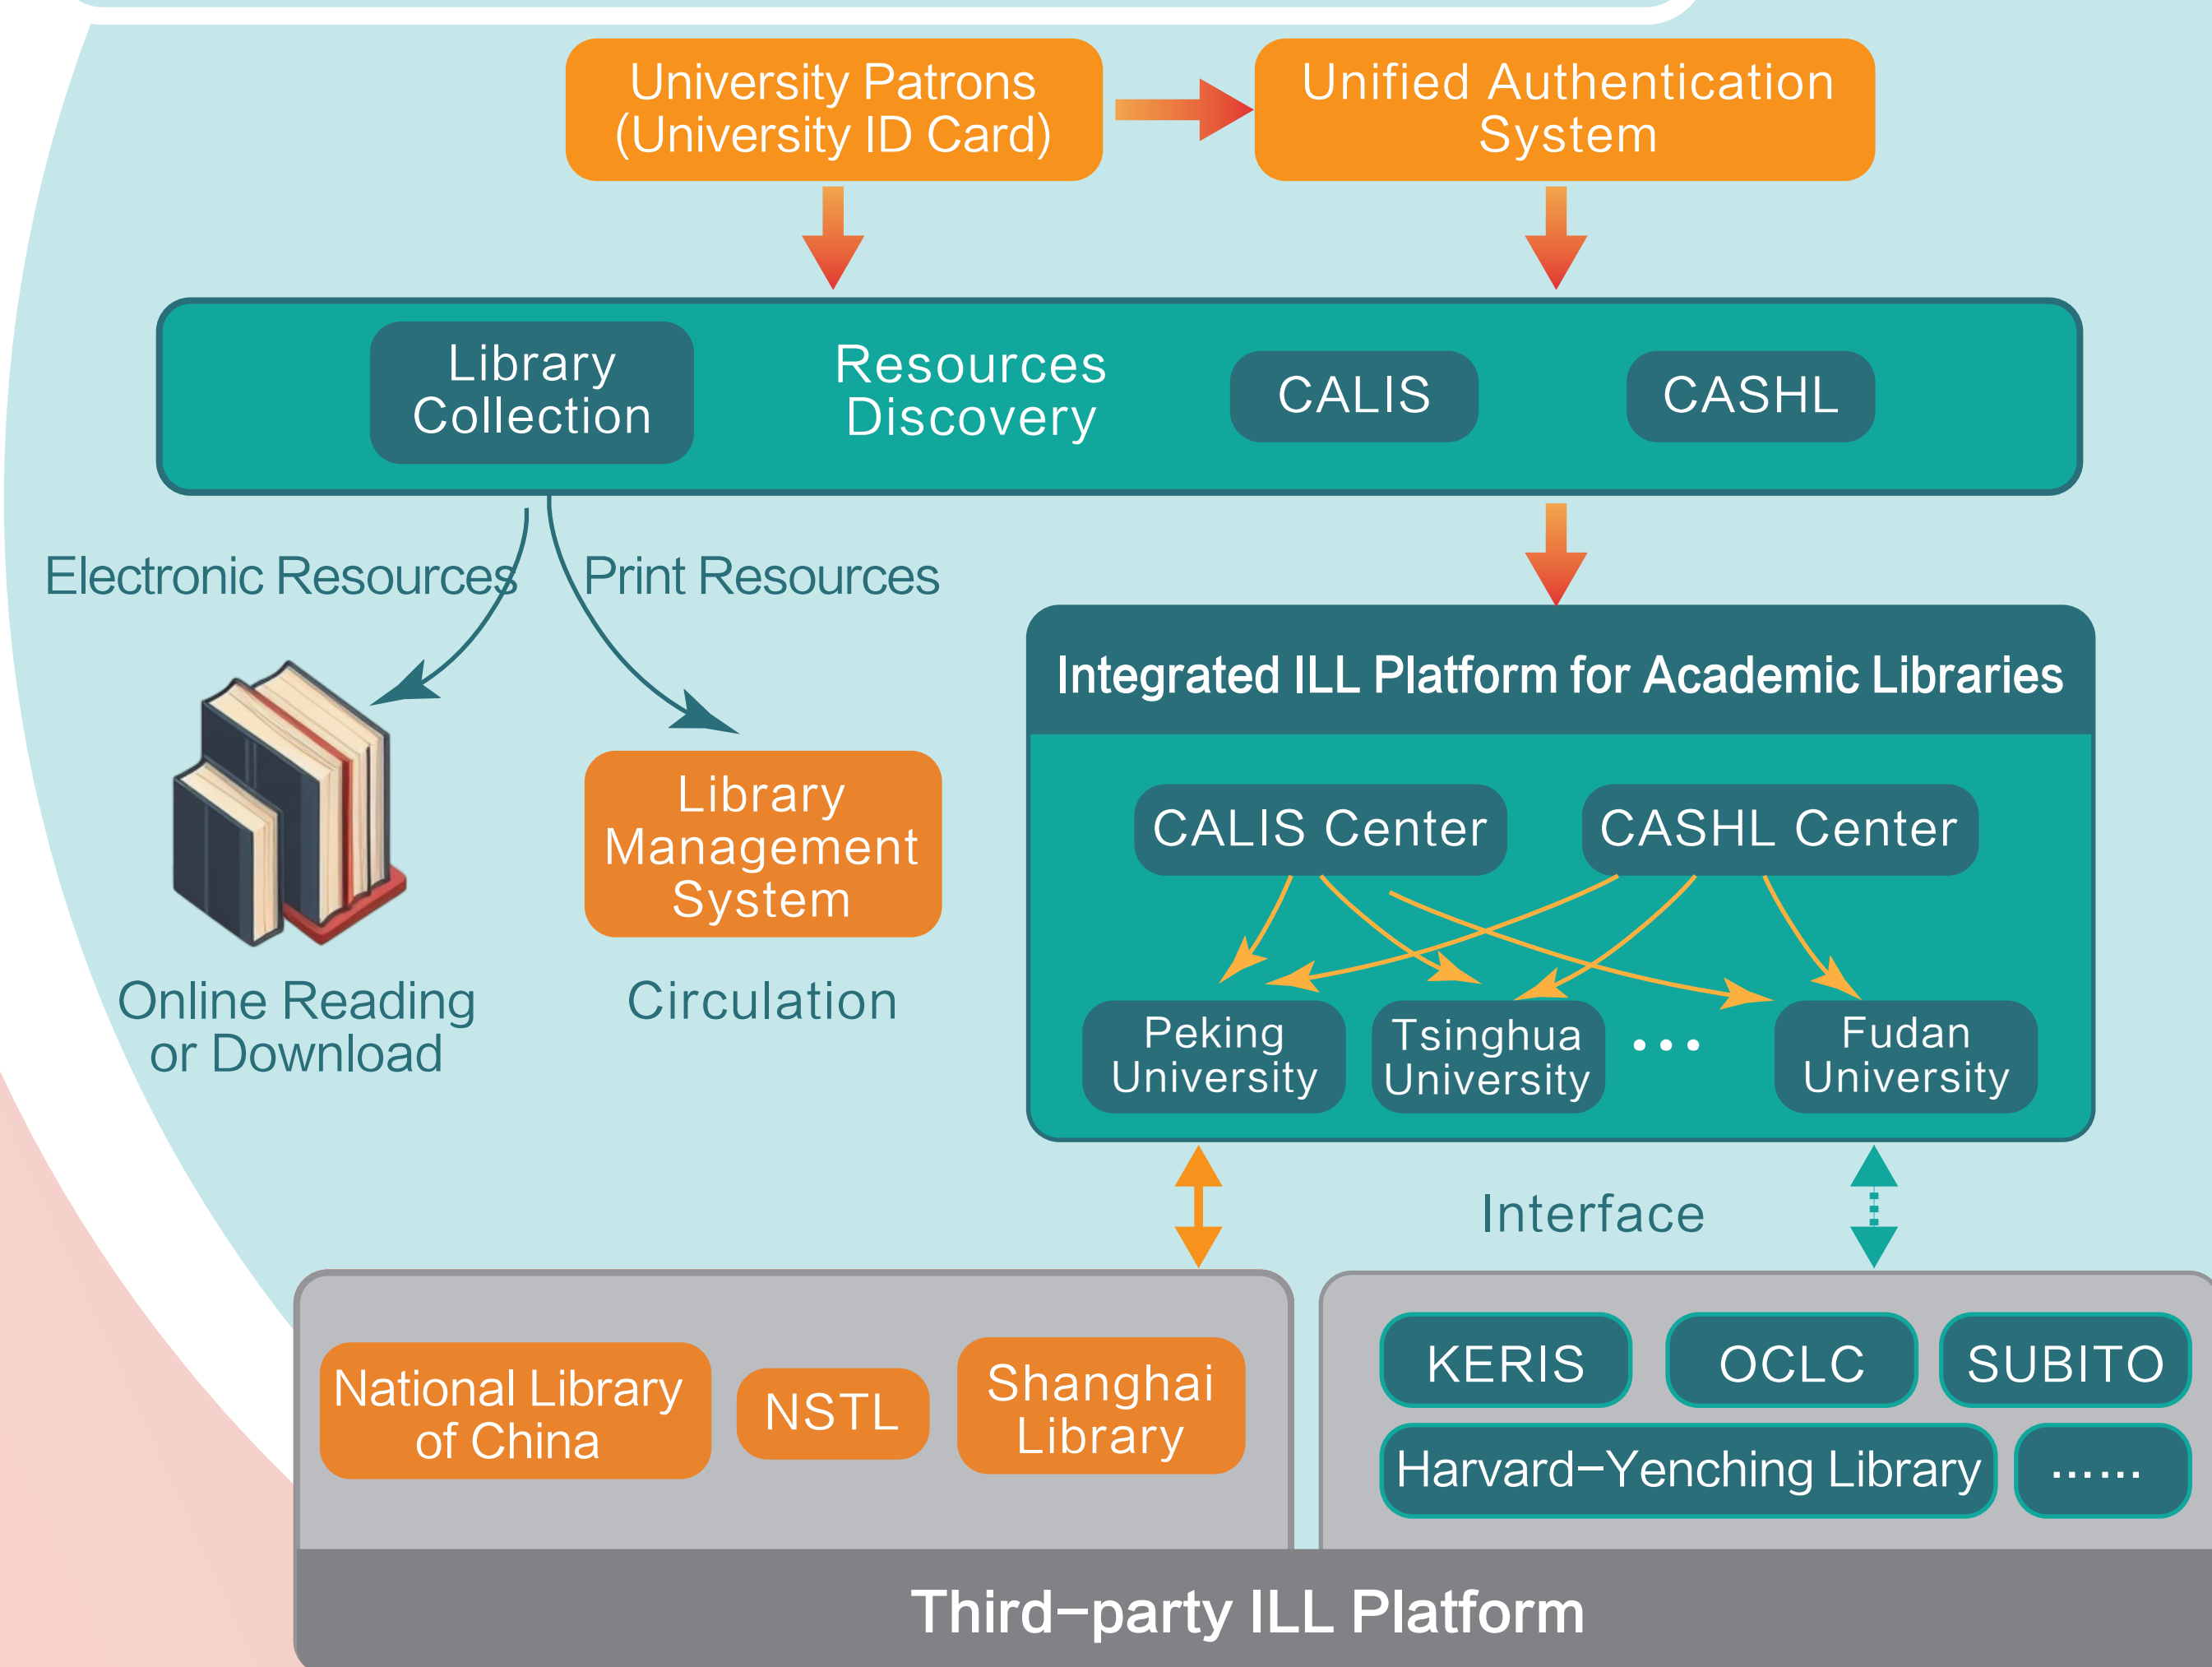 University Patrons
(University ID Card)
Unified Authentication
System
Library
Collection
Resources
Discovery
CALIS
CASHL
Electronic Resources
Print Resources
Integrated ILL Platform for Academic Libraries
Library
Management
System
CALIS Center
CASHL Center
Online Reading
or Download
Circulation
Peking
University
Tsinghua
University
...
Fudan
University
Interface
National Library
of China
NSTL
Shanghai
Library
KERIS
OCLC
SUBITO
Harvard-Yenching Library
......
Third-party ILL Platform